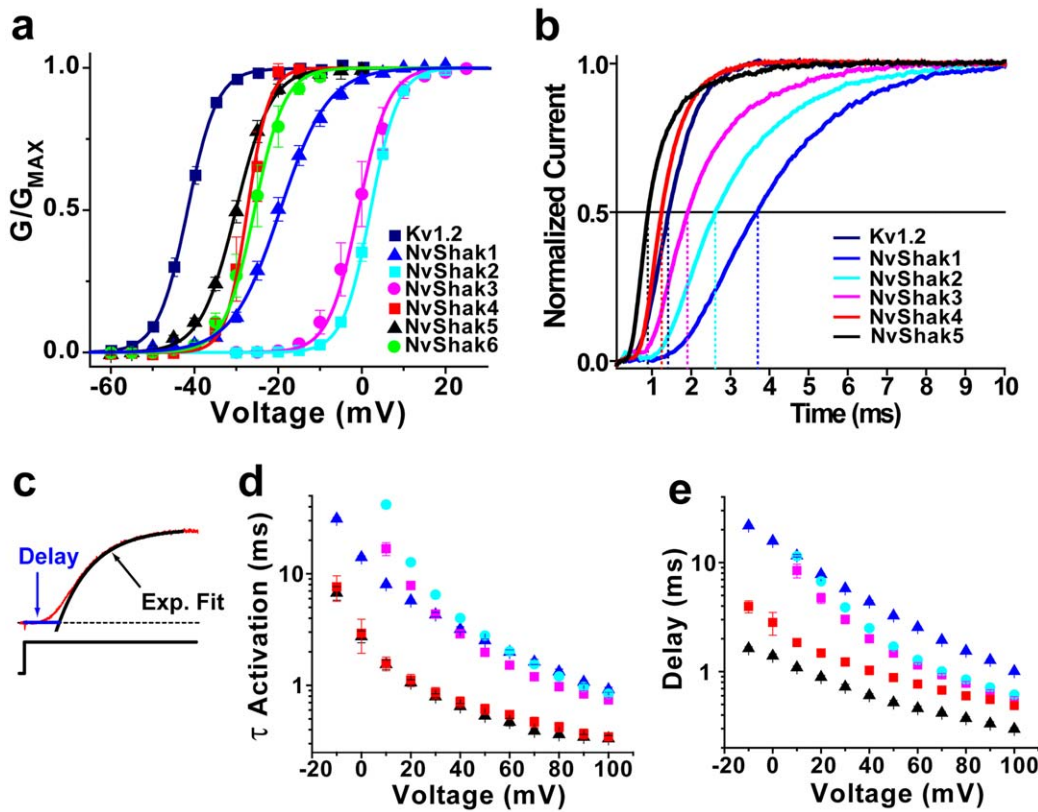 a
G/GMAX
1.0
0.5
0.0
-60 -40 -20 0 20
Voltage (mV)
Kv1.2
NvShak1
NvShak2
NvShak3
NvShak4
NvShak5
NvShak6
b
Normalized Current
1.0
0.5
0.0
1 2 3 4 5 6 7 8 9 10
Time (ms)
Kv1.2
NvShak1
NvShak2
NvShak3
NvShak4
NvShak5
c
Delay
Exp. Fit
d
τ Activation (ms)
10
1
-20 0 20 40 60 80 100
Voltage (mV)
e
Delay (ms)
10
1
-20 0 20 40 60 80 100
Voltage (mV)